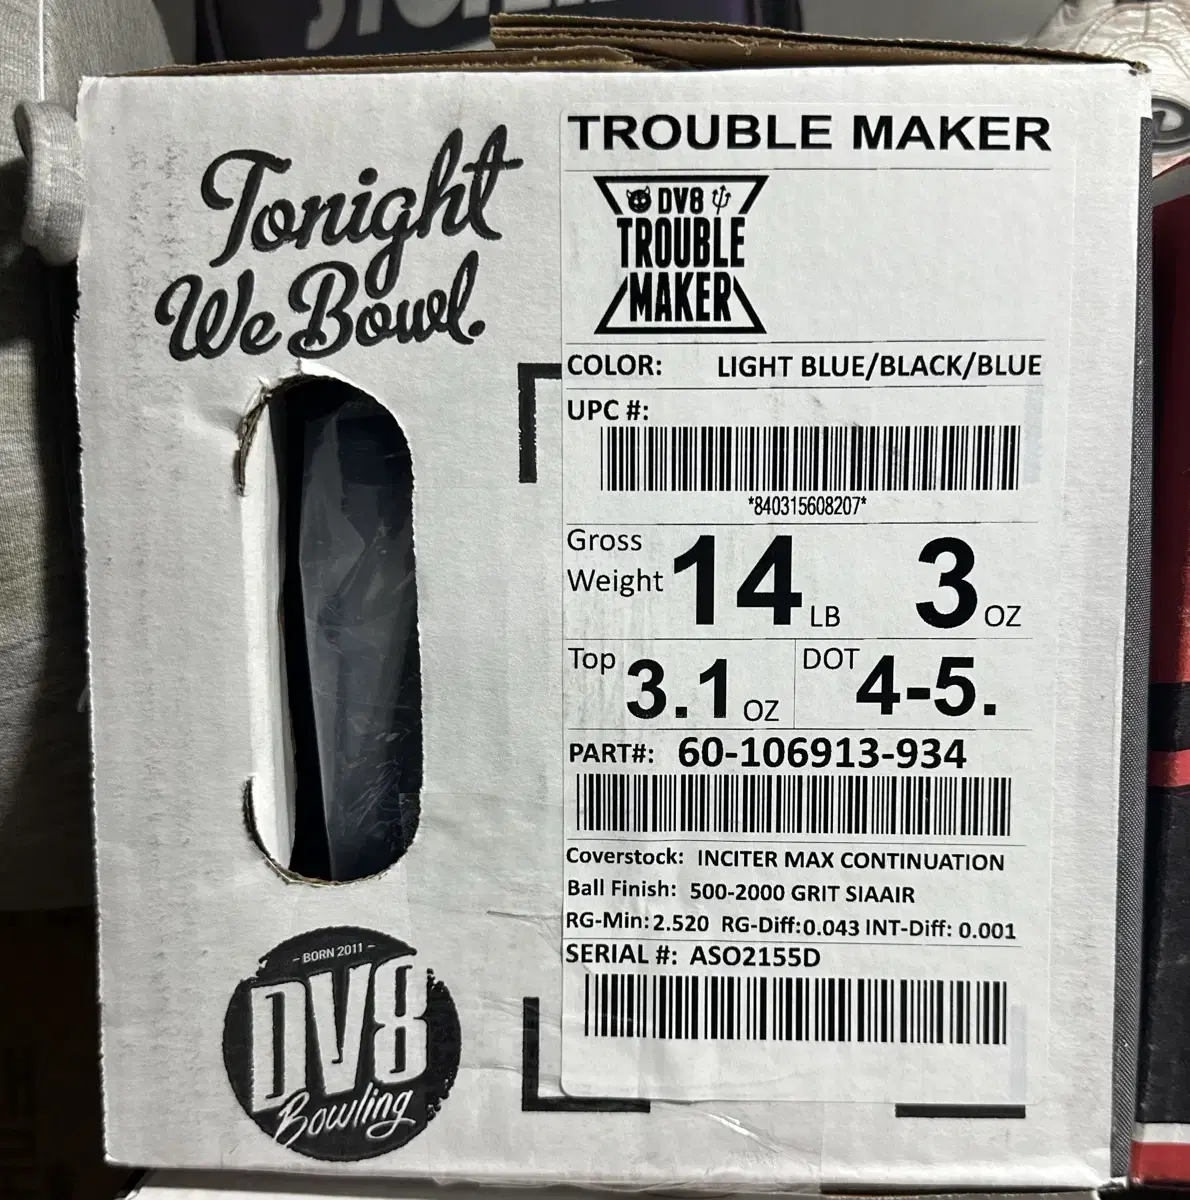 Tonight
We Bowl.
TROUBLE MAKER
DV8
TROUBLE
MAKER
COLOR: LIGHT BLUE/BLACK/BLUE
UPC #:
*840315608207*
Gross
Weight 14 LB 3 OZ
Top 3.1 OZ DOT 4-5.
PART#: 60-106913-934
Coverstock: INCITER MAX CONTINUATION
Ball Finish: 500-2000 GRIT SIAAIR
RG-Min: 2.520 RG-Diff: 0.043 INT-Diff: 0.001
SERIAL #: ASO2155D
- BORN 2011 -
DV8
Bowling